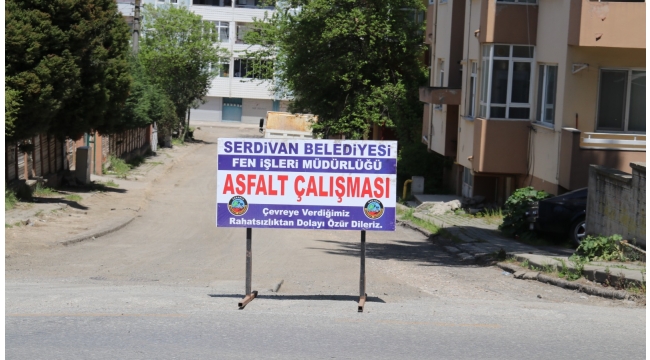 SERDİVAN BELEDİYESİ
FEN İŞLERİ MÜDÜRLÜĞÜ
ASFALT ÇALIŞMASI
Çevreye Verdiğimiz
Rahatsızlıktan Dolayı Özür Dileriz.